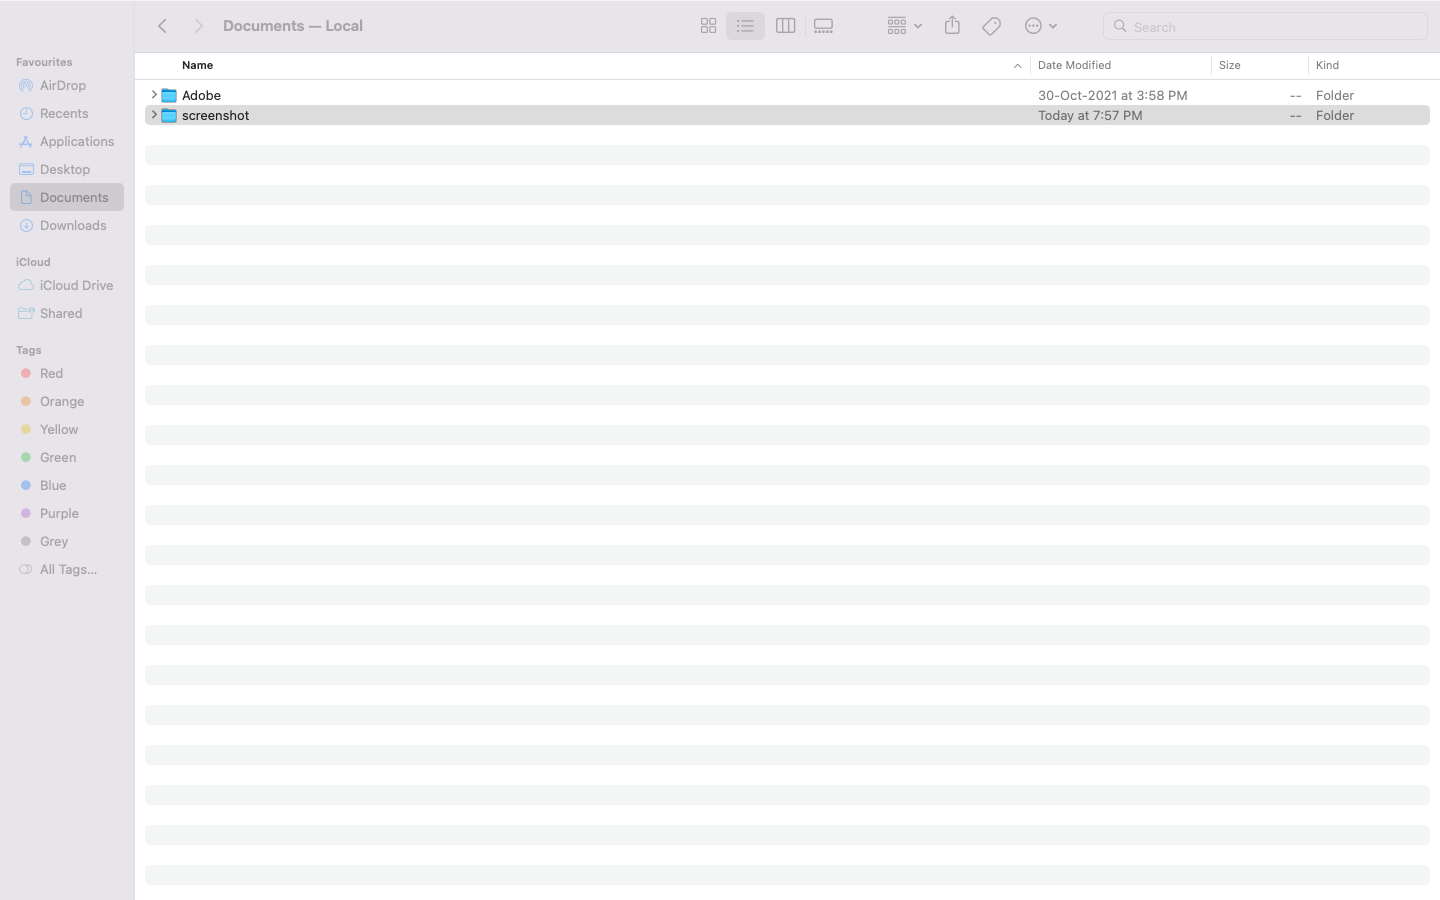 Documents — Local
Search
Favourites
AirDrop
Recents
Applications
Desktop
Documents
Downloads
iCloud
iCloud Drive
Shared
Tags
Red
Orange
Yellow
Green
Blue
Purple
Grey
All Tags...
Name Date Modified Size Kind
Adobe 30-Oct-2021 at 3:58 PM -- Folder
screenshot Today at 7:57 PM -- Folder